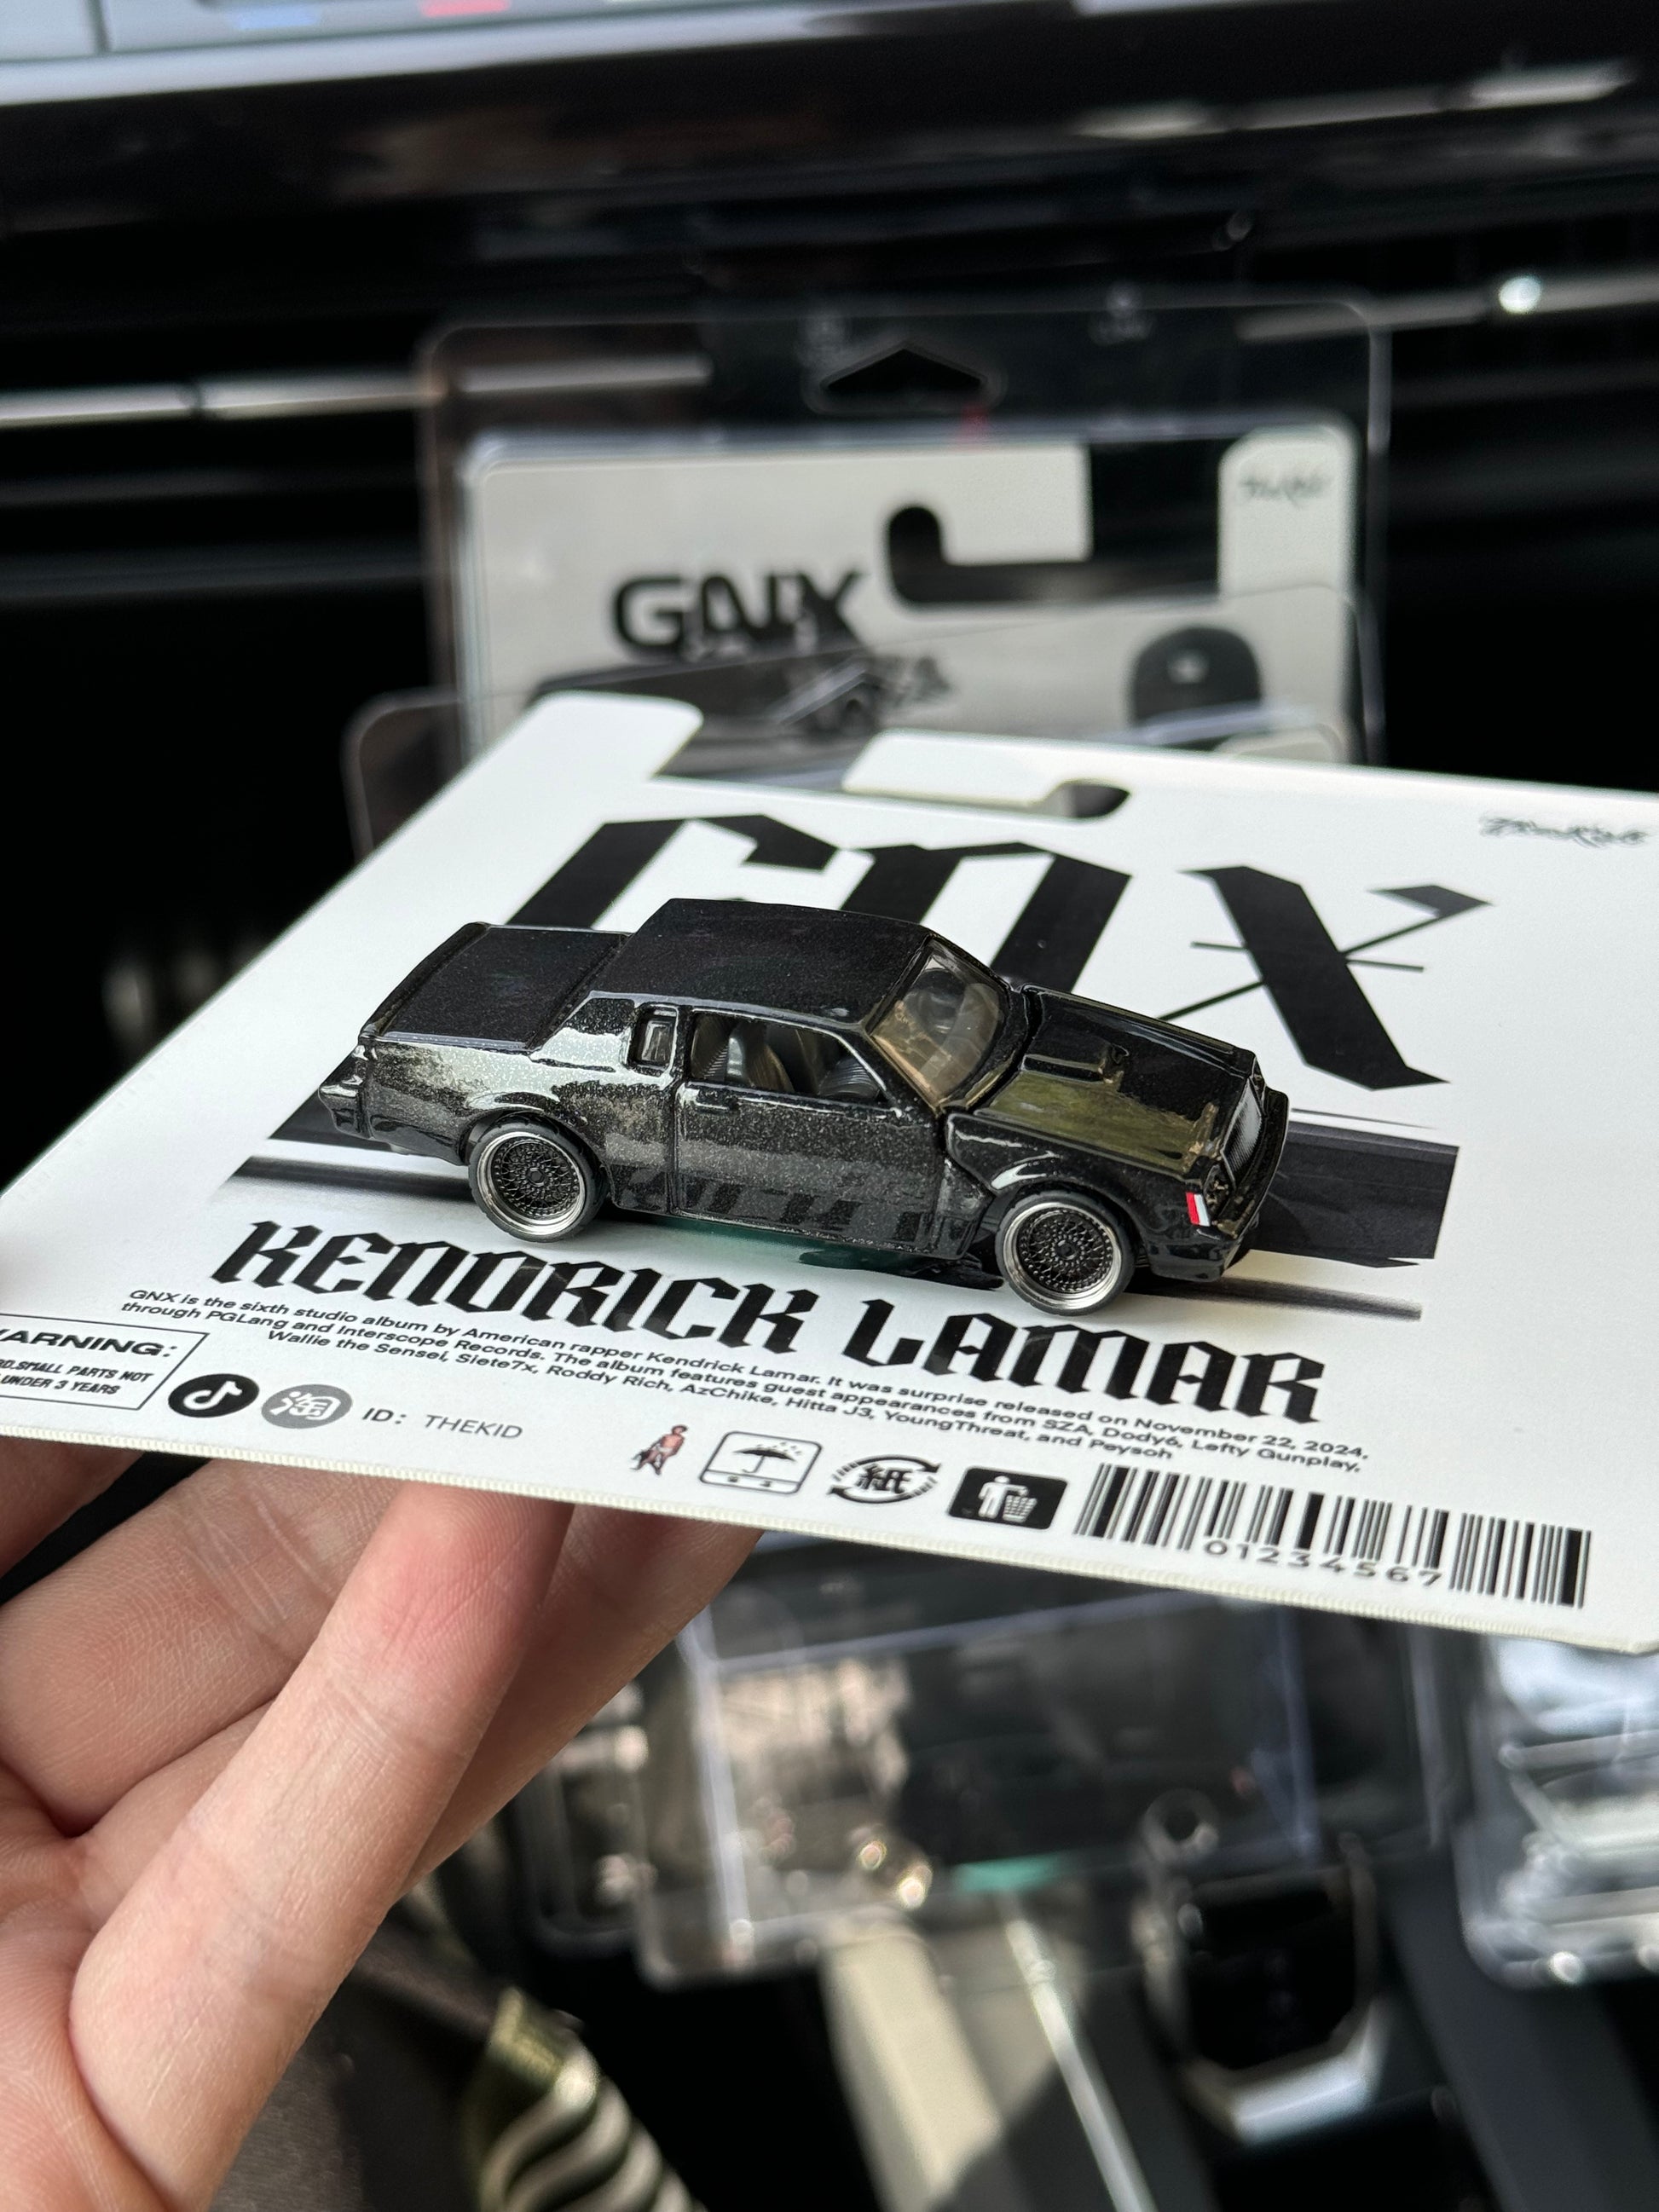 GNX
GNX
KENDRICK LAMAR
GNX is the sixth studio album by American rapper Kendrick Lamar. It was surprise released on November 22, 2024,
through PGLang and Interscope Records. The album features guest appearances from SZA, Dody6, Lefty Gunplay,
Wallie the Sensei, Siete7x, Roddy Rich, AzChike, Hitta J3, YoungThreat, and Peysoh
ARNING:
SMALL PARTS NOT
UNDER 3 YEARS
淘
ID: THEKID
紙
01234567